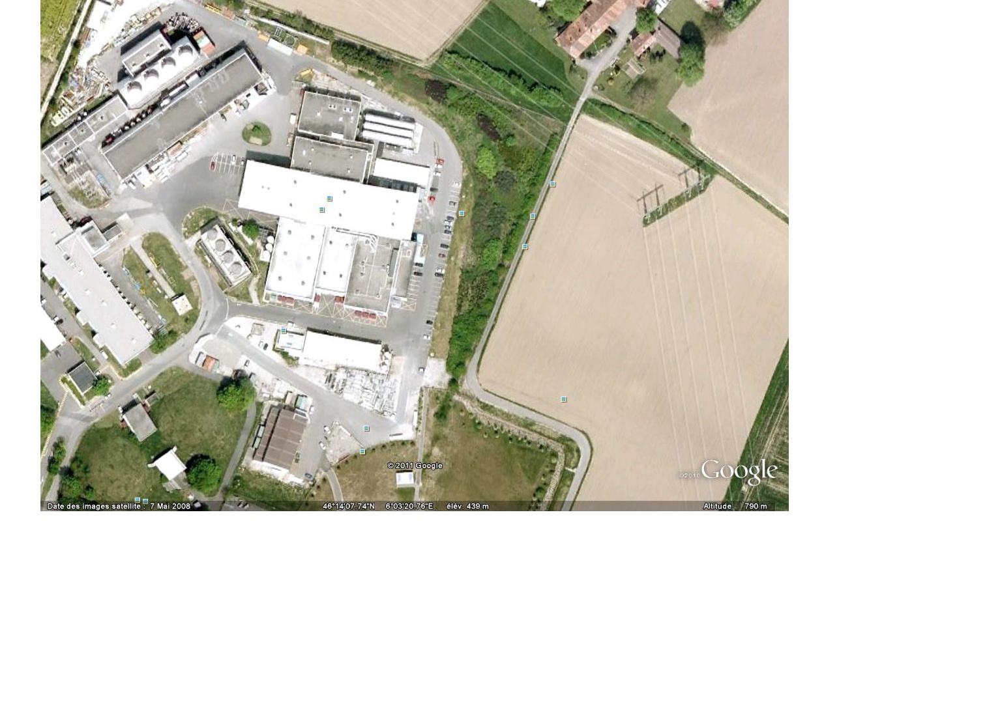 © 2011 Google
©2010 Google
Date des images satellite : 7 Mai 2008 46°14'07.74"N 6°03'20.76"E élév. 439 m Altitude 790 m